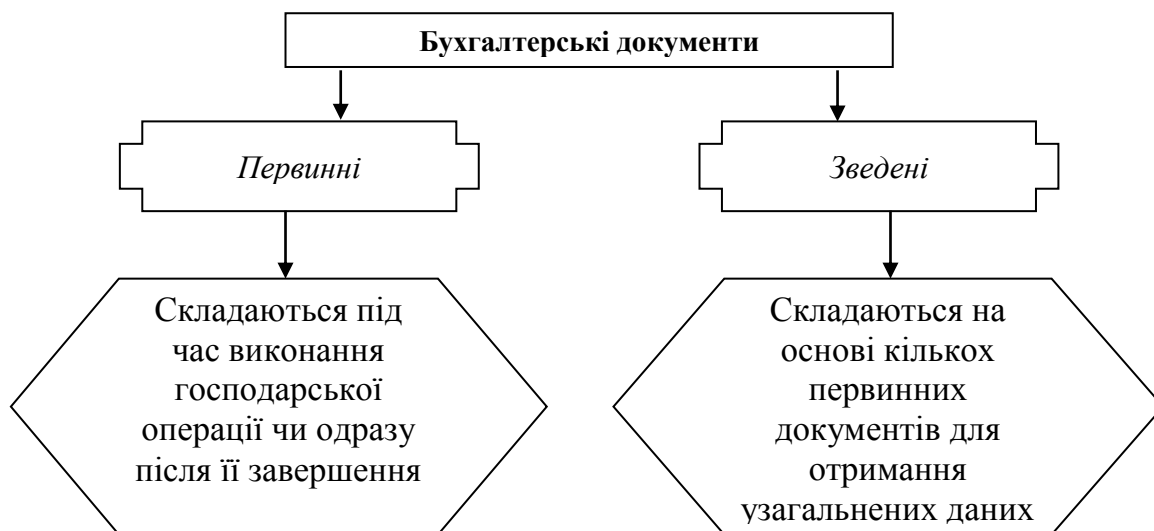 Бухгалтерські документи
Первинні
Зведені
Складаються під
час виконання
господарської
операції чи одразу
після її завершення
Складаються на
основі кількох
первинних
документів для
отримання
узагальнених даних